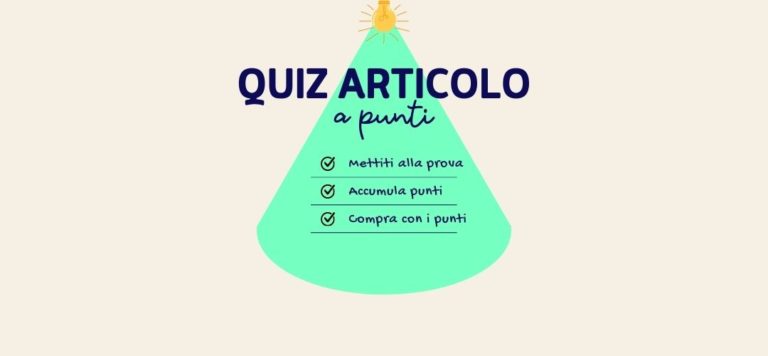 QUIZ ARTICOLO
a punti
Mettiti alla prova
Accumula punti
Compra con i punti